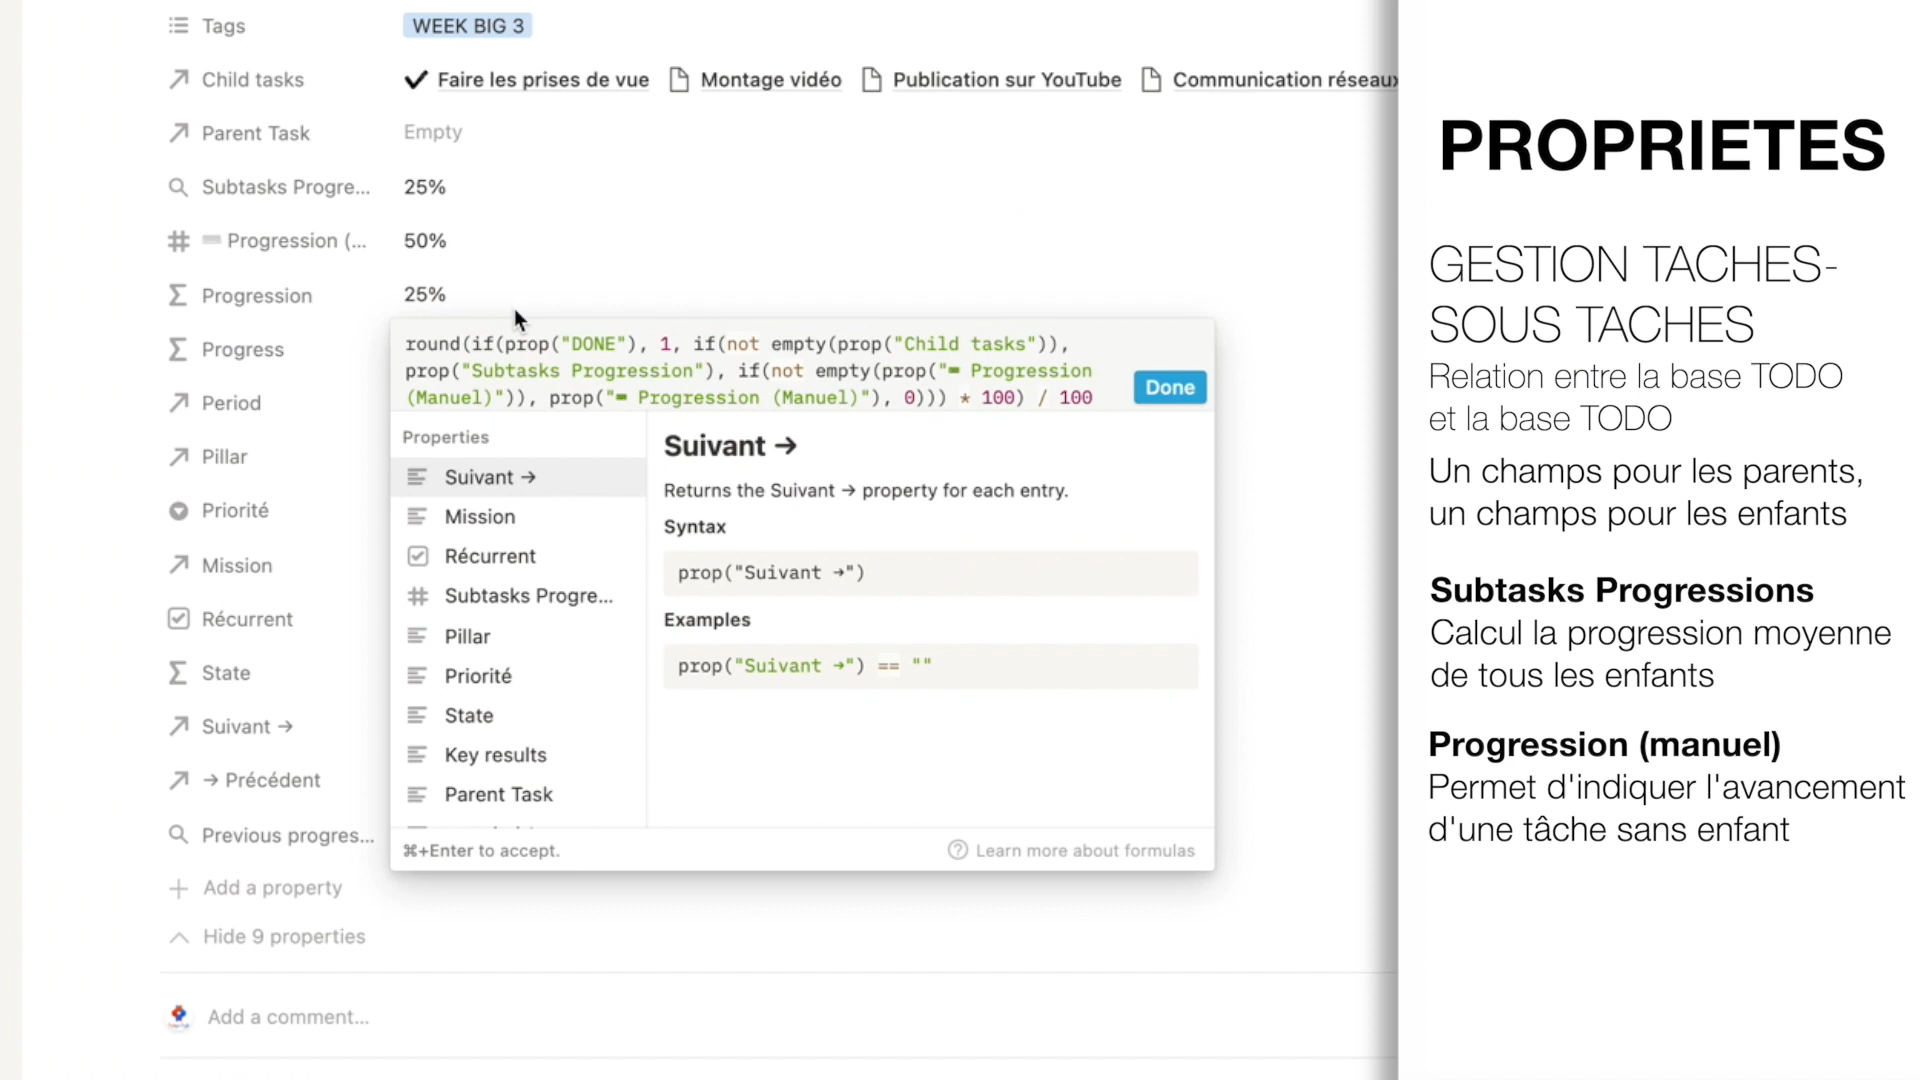 Tags WEEK BIG 3
Child tasks Faire les prises de vue Montage vidéo Publication sur YouTube Communication réseaux
Parent Task Empty
Subtasks Progre... 25%
Progression (... 50%
Progression 25%
Progress
Period
Pillar
Priorité
Mission
Récurrent
State
Suivant →
→ Précédent
Previous progres...
Add a property
Hide 9 properties
Add a comment...
round(if(prop("DONE"), 1, if(not empty(prop("Child tasks")),
prop("Subtasks Progression"), if(not empty(prop("➖ Progression
(Manuel)")), prop("➖ Progression (Manuel)"), 0))) * 100) / 100
Done
Properties
Suivant →
Mission
Récurrent
Subtasks Progre...
Pillar
Priorité
State
Key results
Parent Task
Suivant →
Returns the Suivant → property for each entry.
Syntax
prop("Suivant →")
Examples
prop("Suivant →") == ""
⌘+Enter to accept.
Learn more about formulas
PROPRIETES
GESTION TACHES-
SOUS TACHES
Relation entre la base TODO
et la base TODO
Un champs pour les parents,
un champs pour les enfants
Subtasks Progressions
Calcul la progression moyenne
de tous les enfants
Progression (manuel)
Permet d'indiquer l'avancement
d'une tâche sans enfant